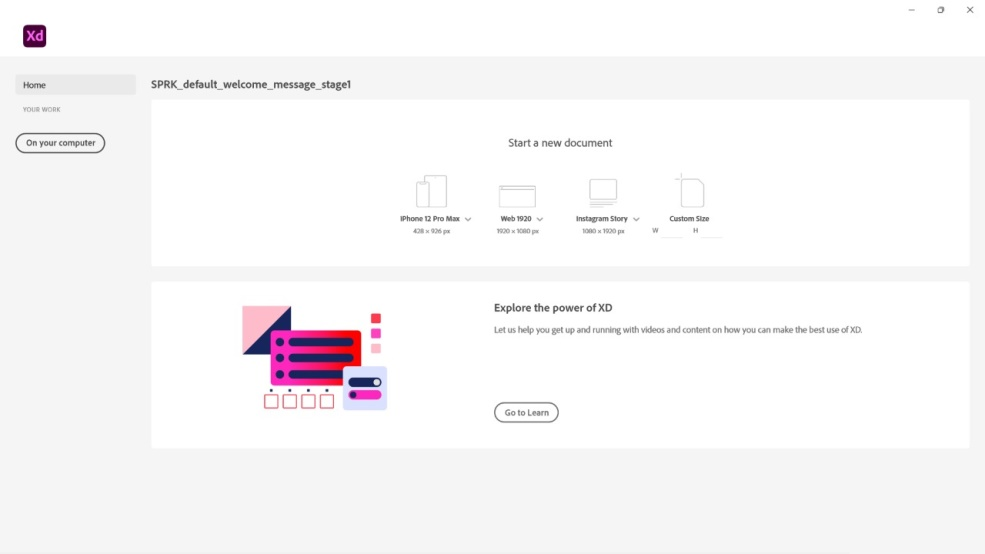 Xd
Home
YOUR WORK
On your computer
SPRK_default_welcome_message_stage1
Start a new document
iPhone 12 Pro Max
428 x 926 px
Web 1920
1920 x 1080 px
Instagram Story
1080 x 1920 px
Custom Size
W H
Explore the power of XD
Let us help you get up and running with videos and content on how you can make the best use of XD.
Go to Learn